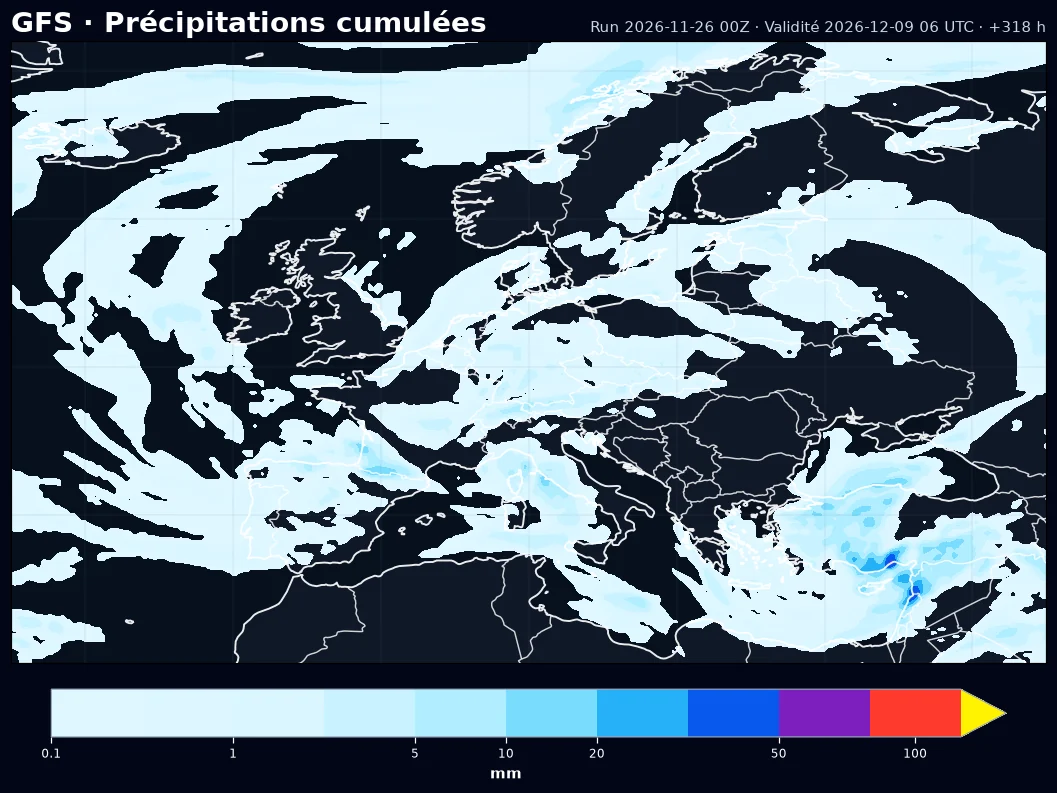 GFS · Précipitations cumulées
Run 2026-11-26 00Z · Validité 2026-12-09 06 UTC · +318 h
0.1 1 5 10 20 50 100
mm